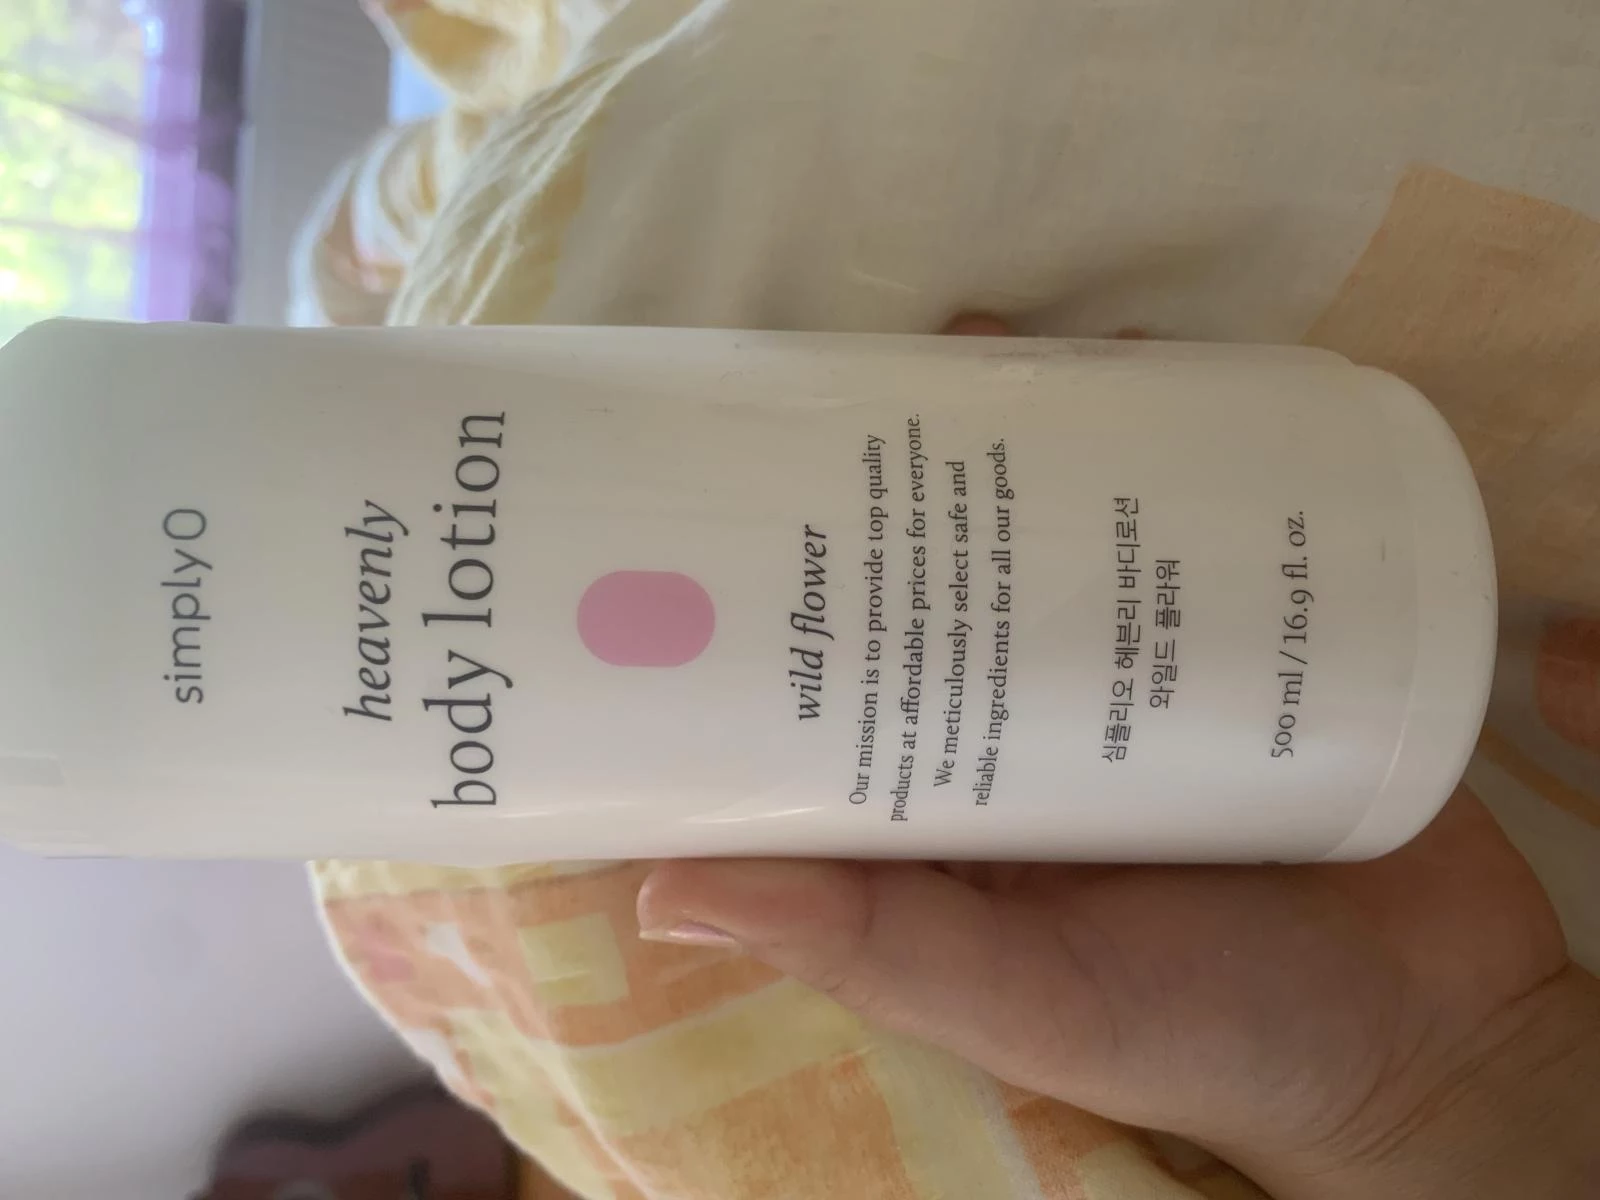 simplyO
heavenly
body lotion
wild flower
Our mission is to provide top quality
products at affordable prices for everyone.
We meticulously select safe and
reliable ingredients for all our goods.
심플리오 헤븐리 바디로션
와일드 플라워
500 ml / 16.9 fl. oz.